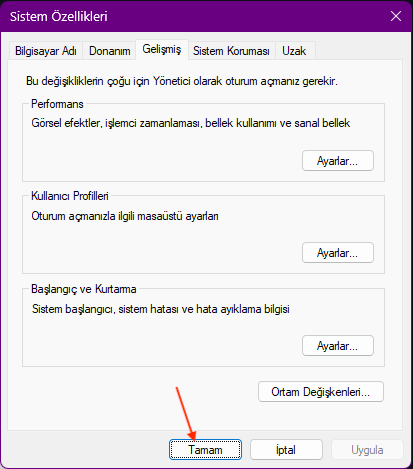 Sistem Özellikleri
Bilgisayar Adı Donanım Gelişmiş Sistem Koruması Uzak
Bu değişikliklerin çoğu için Yönetici olarak oturum açmanız gerekir.
Performans
Görsel efektler, işlemci zamanlaması, bellek kullanımı ve sanal bellek
Ayarlar...
Kullanıcı Profilleri
Oturum açmanızla ilgili masaüstü ayarları
Ayarlar...
Başlangıç ve Kurtarma
Sistem başlangıcı, sistem hatası ve hata ayıklama bilgisi
Ayarlar...
Ortam Değişkenleri...
Tamam İptal Uygula